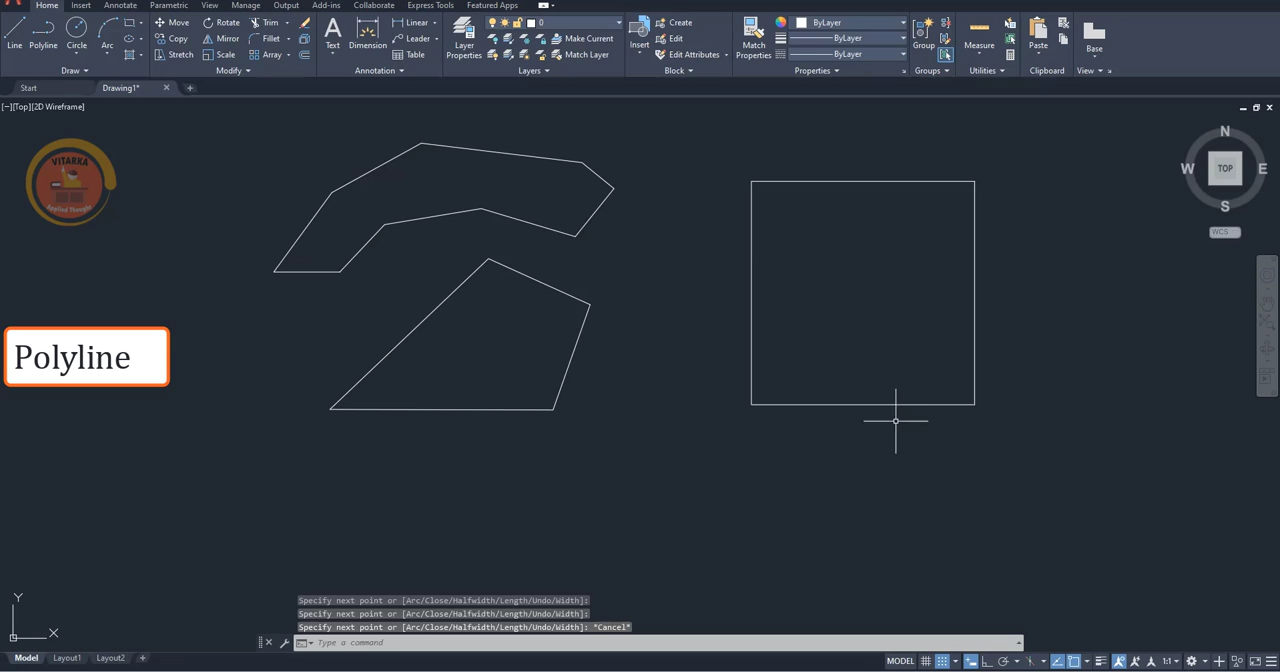 Home Insert Annotate Parametric View Manage Output Add-ins Collaborate Express Tools Featured Apps
Line Polyline Circle Arc
Move Rotate Trim
Copy Mirror Fillet
Stretch Scale Array
Text Dimension
Linear
Leader
Table
Layer Properties
0
Make Current
Match Layer
Insert
Create
Edit
Edit Attributes
Match Properties
ByLayer
ByLayer
ByLayer
Group
Measure
Paste
Base
Draw Modify Annotation Layers Block Properties Groups Utilities Clipboard View
Start Drawing1*
[−][Top][2D Wireframe]
VITARKA
Applied Thought
N
W TOP E
S
WCS
Polyline
Specify next point or [Arc/Close/Halfwidth/Length/Undo/Width]:
Specify next point or [Arc/Close/Halfwidth/Length/Undo/Width]:
Specify next point or [Arc/Close/Halfwidth/Length/Undo/Width]: *Cancel*
Type a command
Y
X
Model Layout1 Layout2
MODEL 1:1